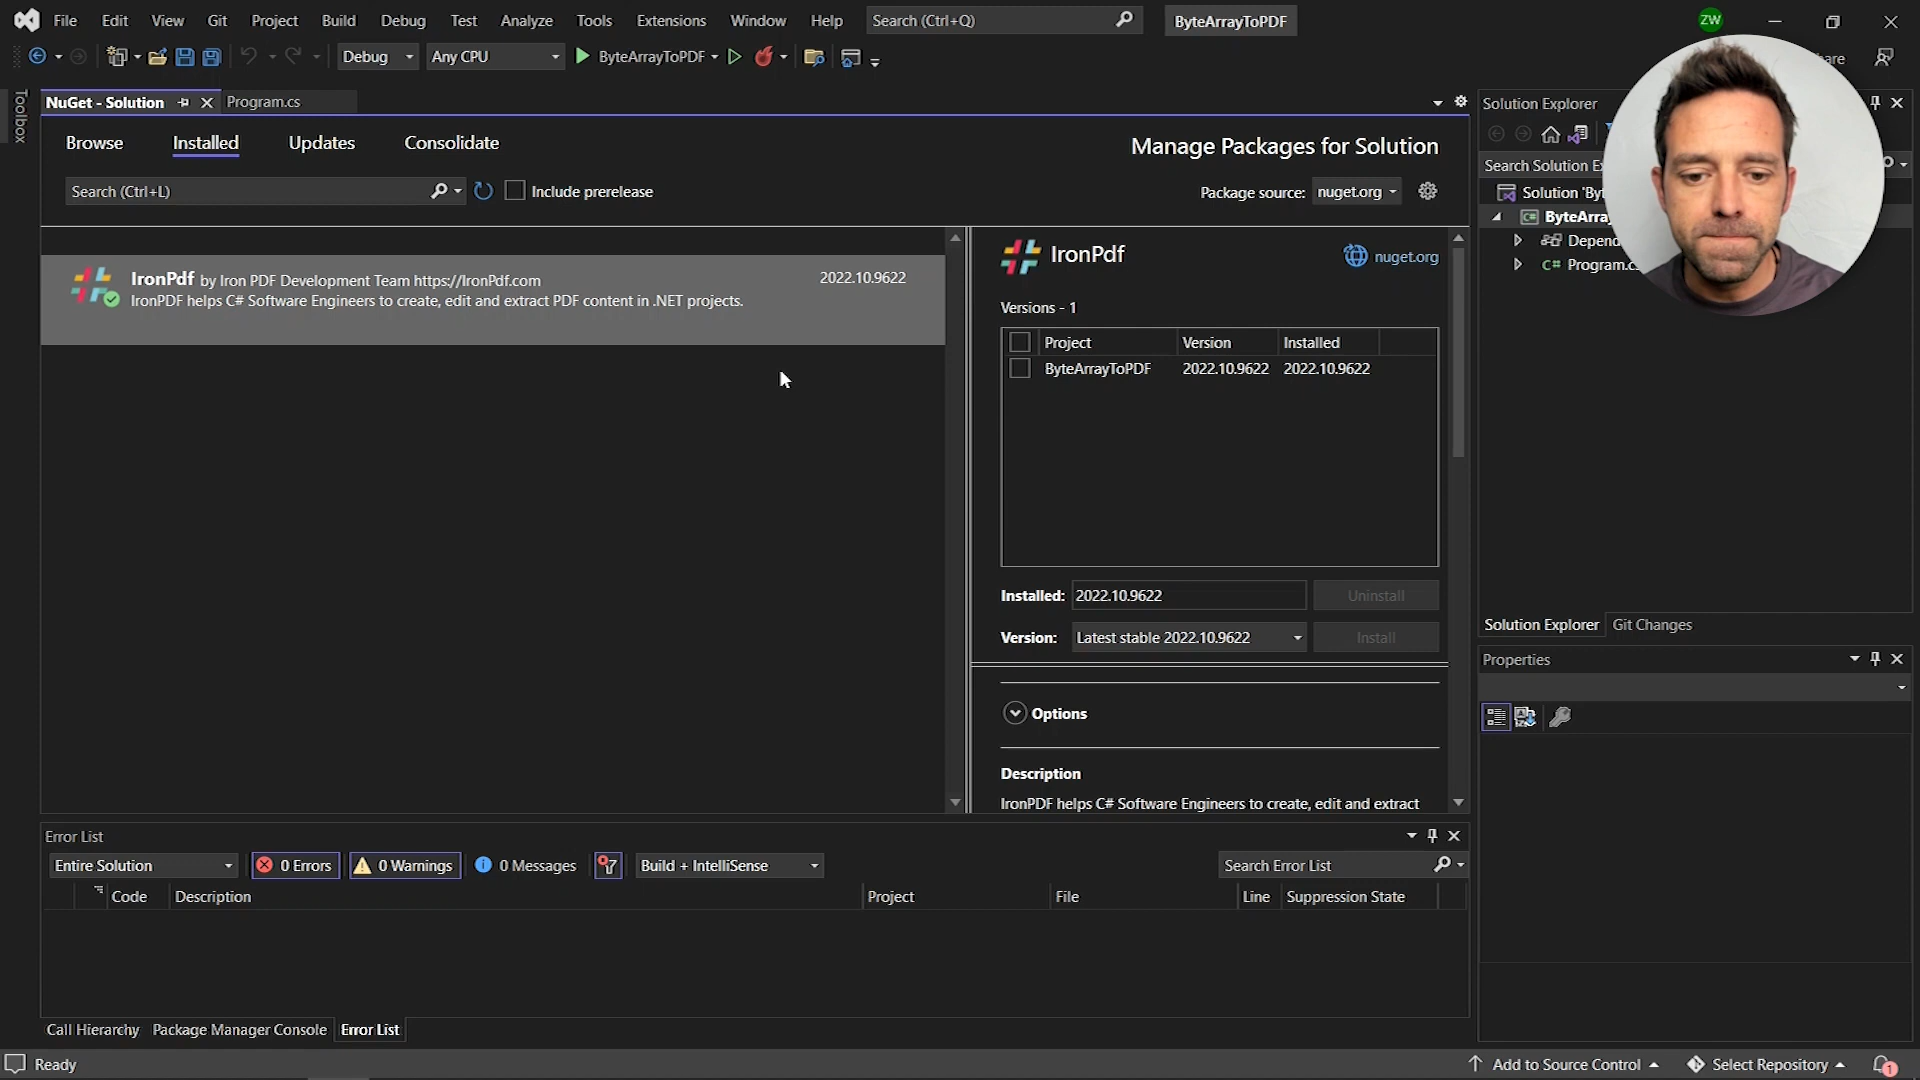 File Edit View Git Project Build Debug Test Analyze Tools Extensions Window Help Search (Ctrl+Q) ByteArrayToPDF ZW
Debug Any CPU ByteArrayToPDF
Toolbox
NuGet - Solution Program.cs
Browse Installed Updates Consolidate
Manage Packages for Solution
Search (Ctrl+L) Include prerelease
Package source: nuget.org
IronPdf by Iron PDF Development Team https://IronPdf.com 2022.10.9622
IronPDF helps C# Software Engineers to create, edit and extract PDF content in .NET projects.
IronPdf nuget.org
Versions - 1
Project Version Installed
ByteArrayToPDF 2022.10.9622 2022.10.9622
Installed: 2022.10.9622 Uninstall
Version: Latest stable 2022.10.9622 Install
Options
Description
IronPDF helps C# Software Engineers to create, edit and extract
Solution Explorer
Search Solution Ex
Solution 'Byt
ByteArray
Depend
C# Program.cs
Solution Explorer Git Changes
Properties
Error List
Entire Solution 0 Errors 0 Warnings 0 Messages Build + IntelliSense Search Error List
Code Description Project File Line Suppression State
Call Hierarchy Package Manager Console Error List
Ready Add to Source Control Select Repository 1